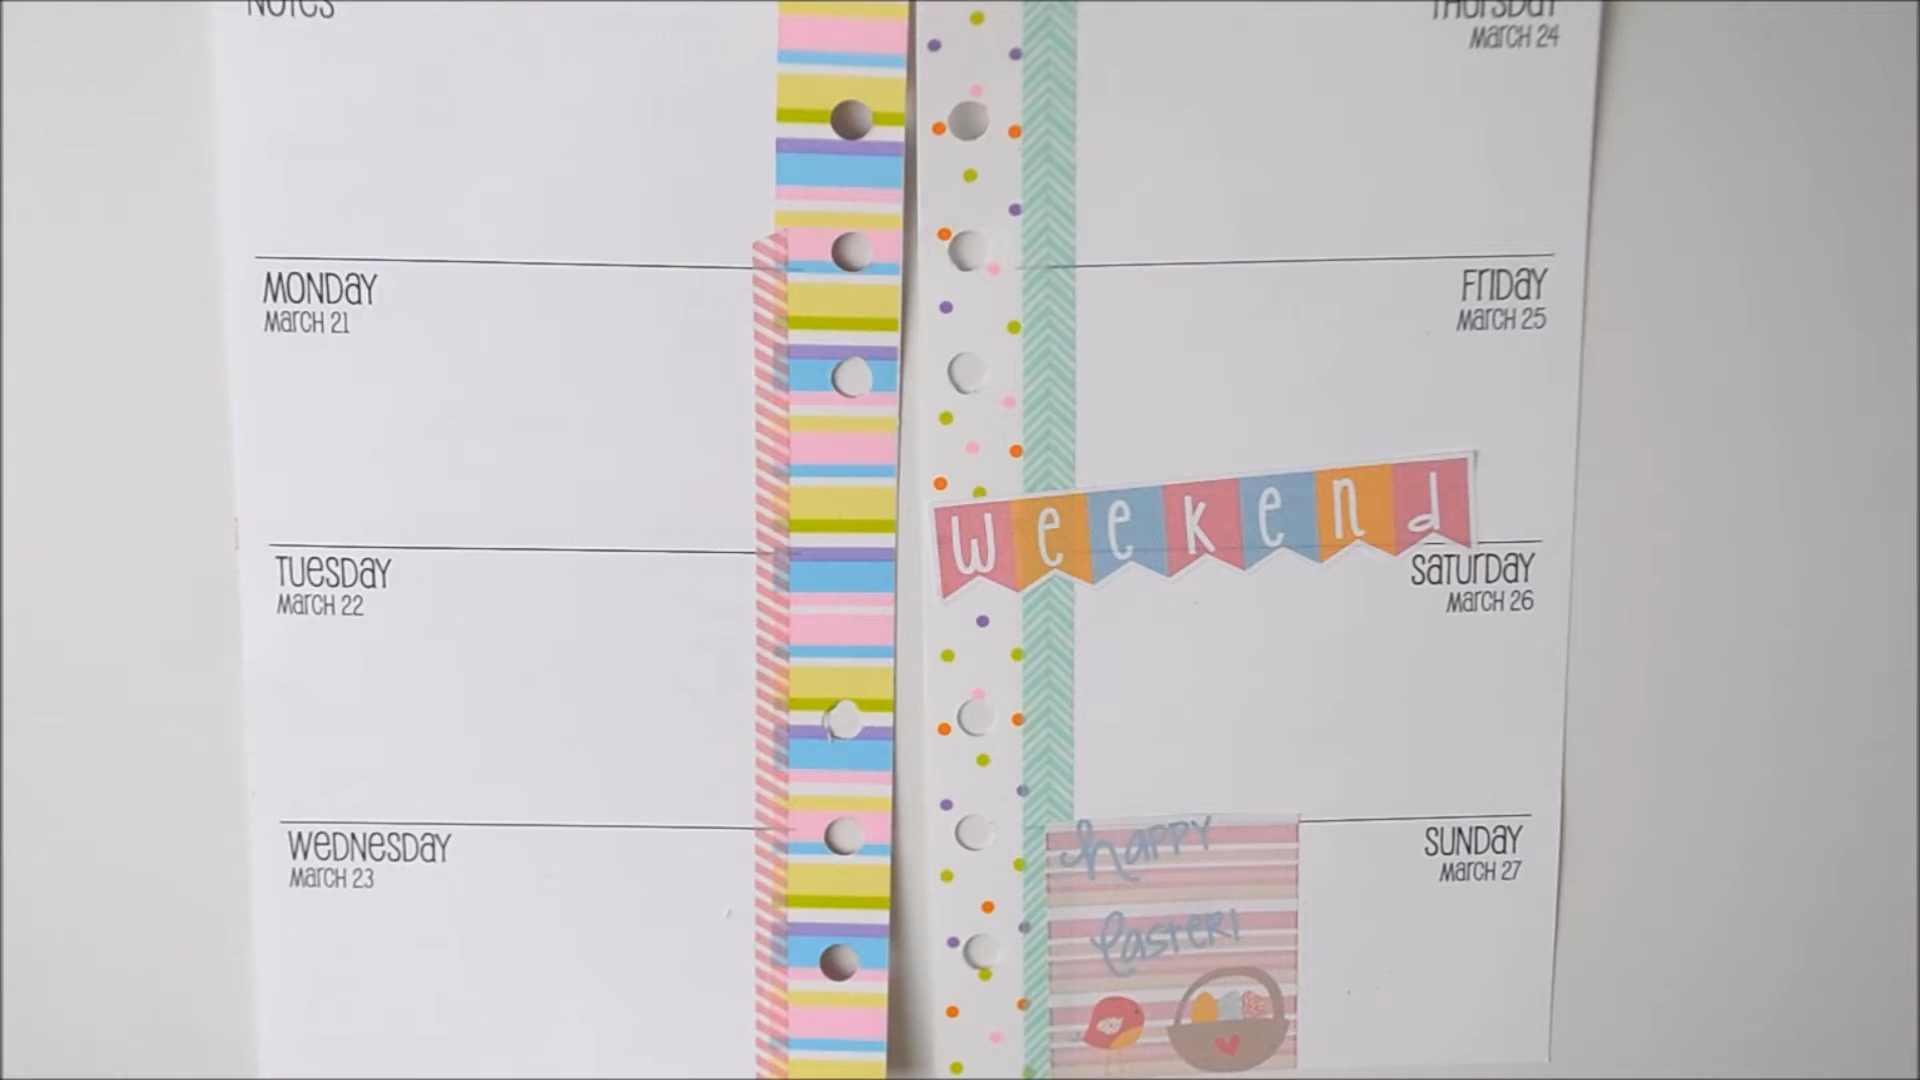 NOTES
MONDAY
March 21
TUESDAY
March 22
WEDNESDAY
March 23
THURSDAY
March 24
FRIDAY
March 25
weekend
SATURDAY
March 26
SUNDAY
March 27
happy
Easter!